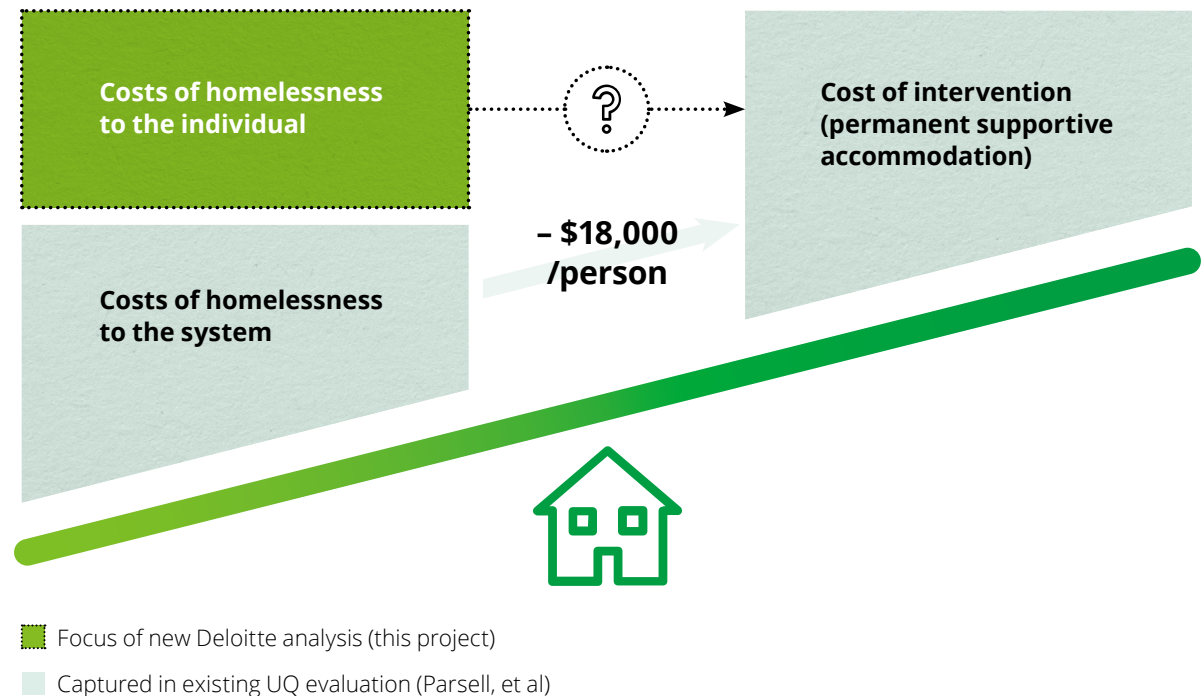 Costs of homelessness
to the individual
?
Cost of intervention
(permanent supportive
accommodation)
– $18,000
/person
Costs of homelessness
to the system
Focus of new Deloitte analysis (this project)
Captured in existing UQ evaluation (Parsell, et al)